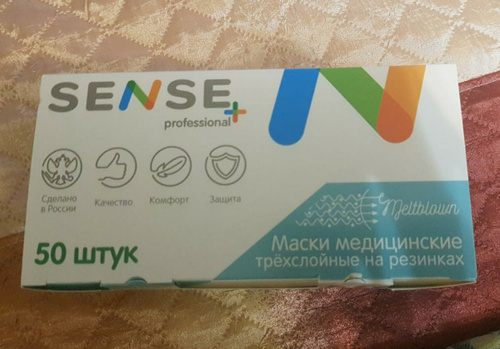 SENSE+
professional
Сделано
в России
Качество
Комфорт
Защита
50 штук
Meltblown
Маски медицинские
трёхслойные на резинках